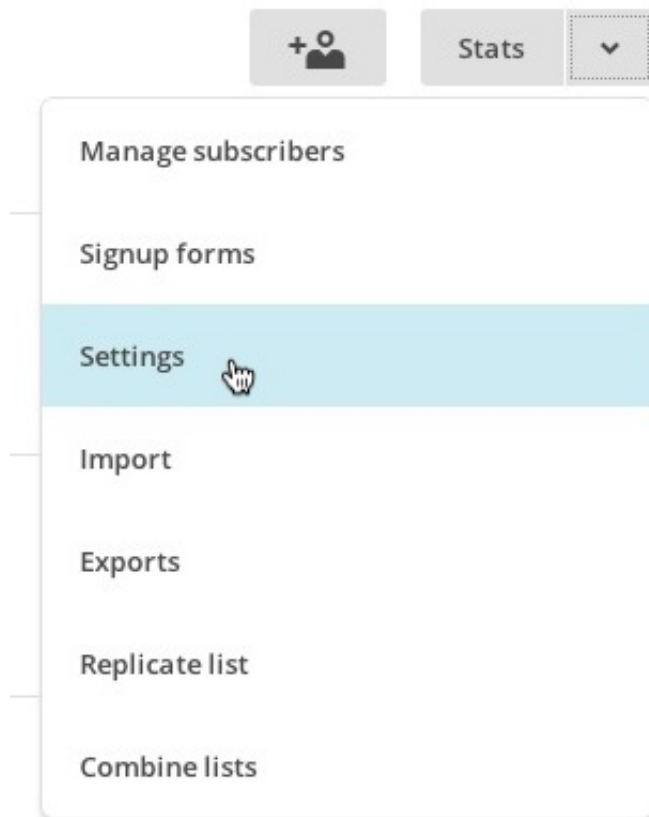 Stats
Manage subscribers
Signup forms
Settings
Import
Exports
Replicate list
Combine lists